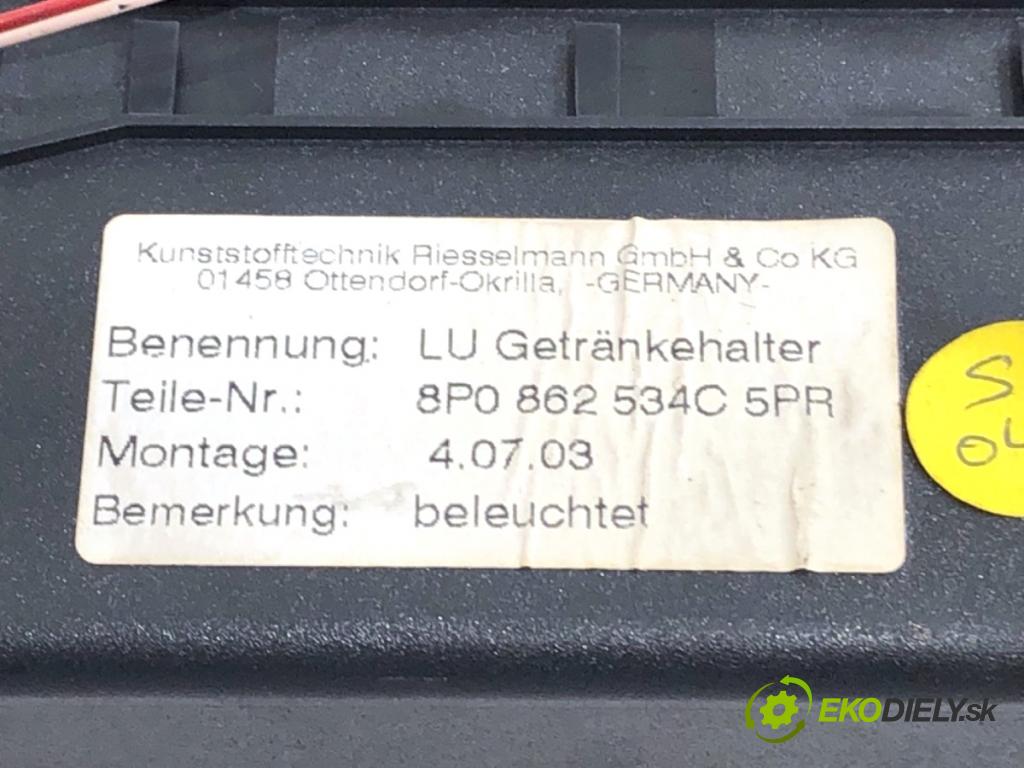 Kunststofftechnik Riesselmann GmbH & Co KG
01458 Ottendorf-Okrilla, -GERMANY-
Benennung: LU Getränkehalter
Teile-Nr.: 8P0 862 534C 5PR
Montage: 4.07.03
Bemerkung: beleuchtet
EKODIELY.sk